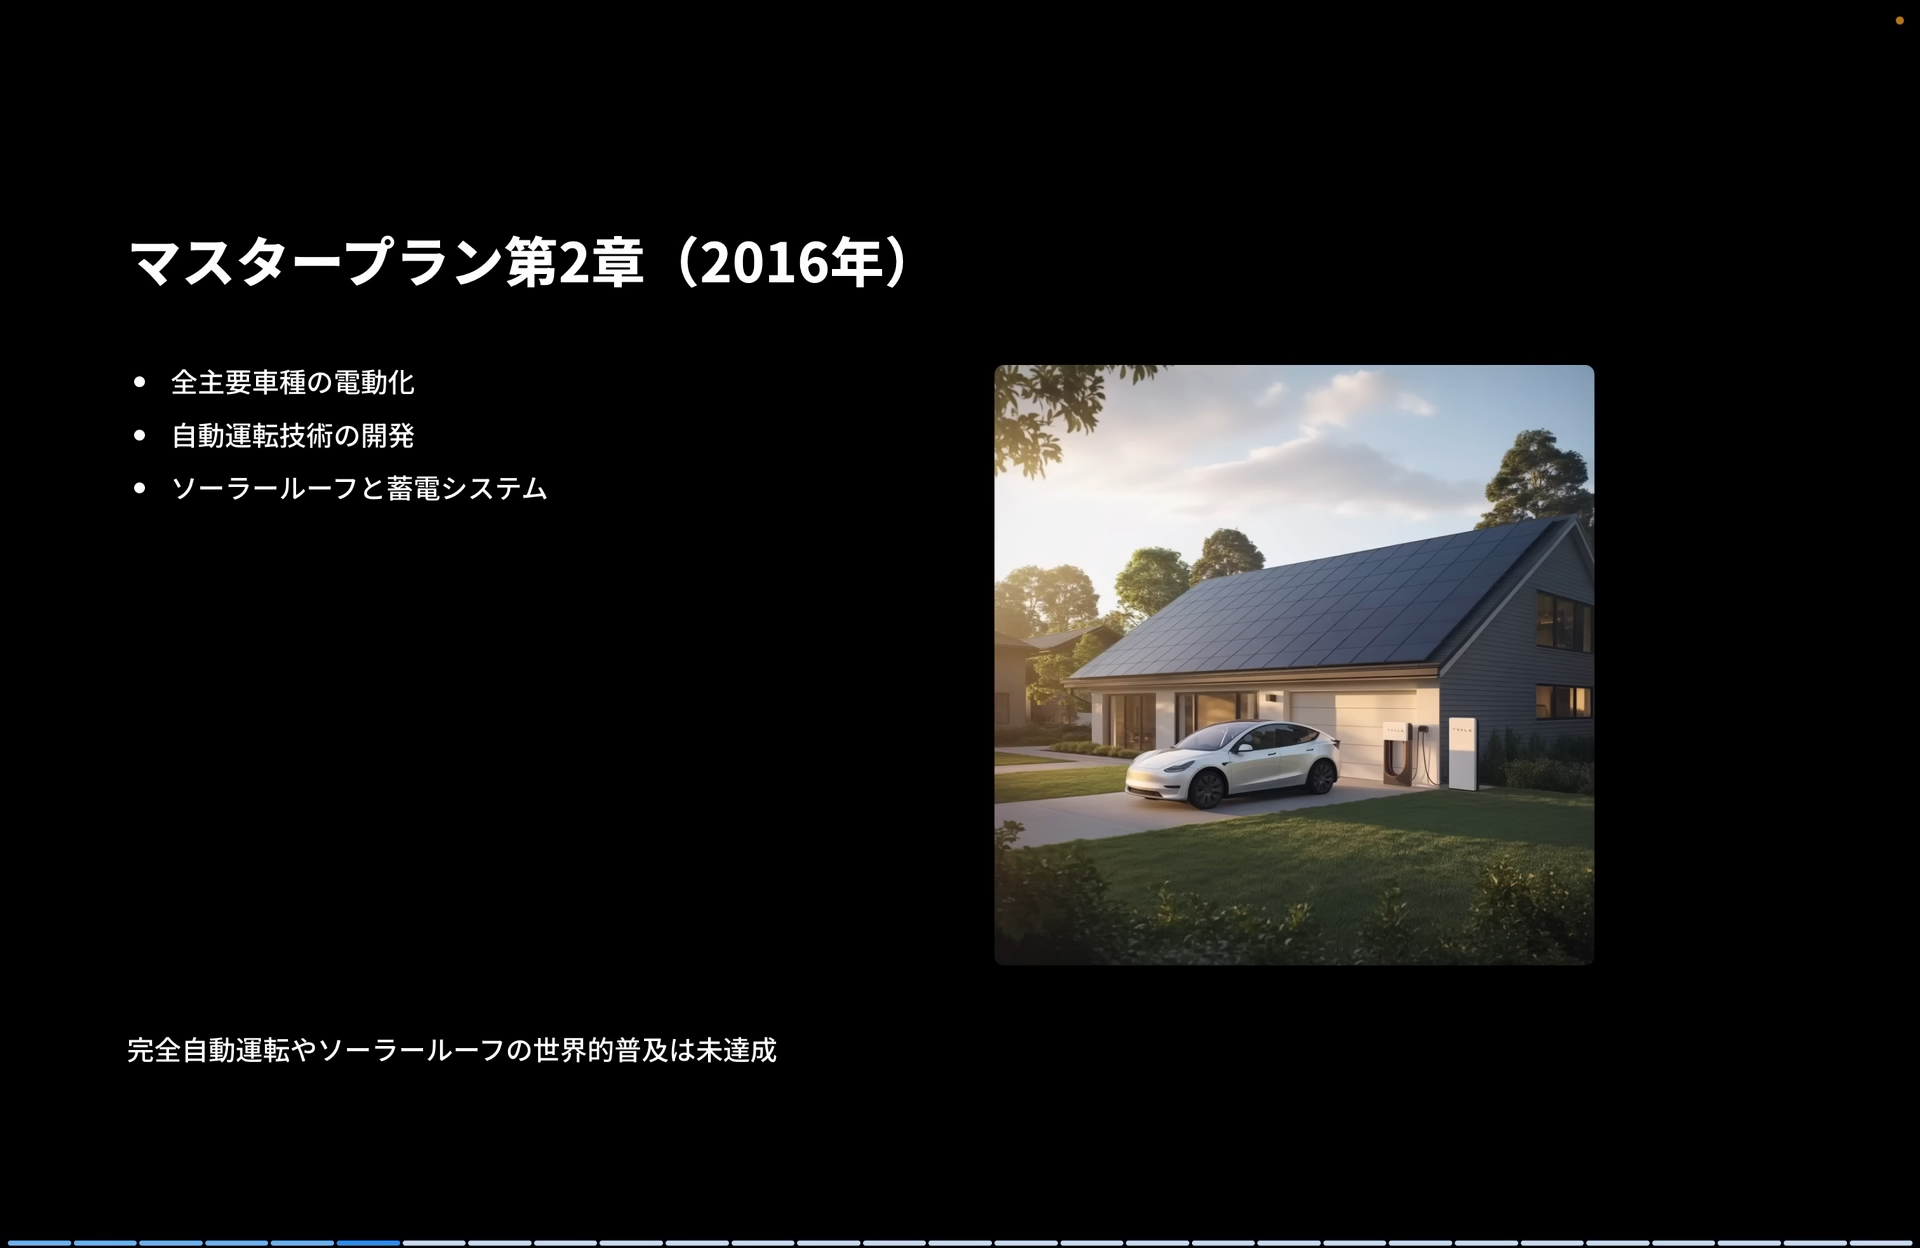 マスタープラン第2章（2016年）
全主要車種の電動化
自動運転技術の開発
ソーラールーフと蓄電システム
TESLA
TESLA
完全自動運転やソーラールーフの世界的普及は未達成